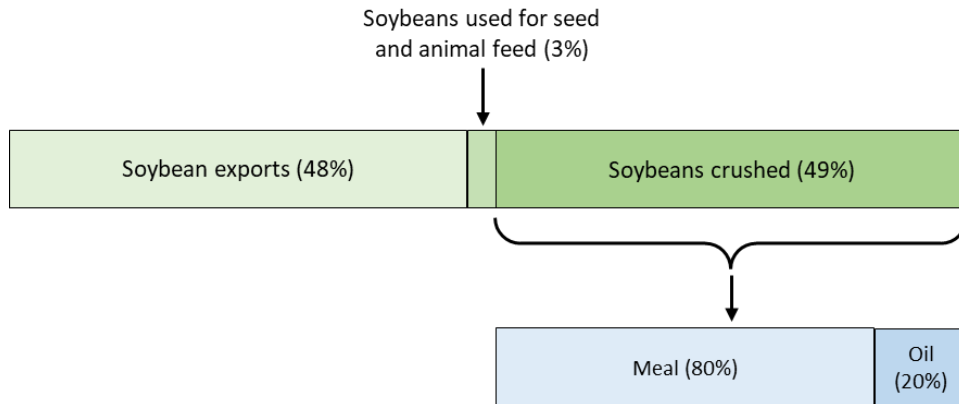 Soybeans used for seed
and animal feed (3%)
Soybean exports (48%)
Soybeans crushed (49%)
Meal (80%)
Oil
(20%)